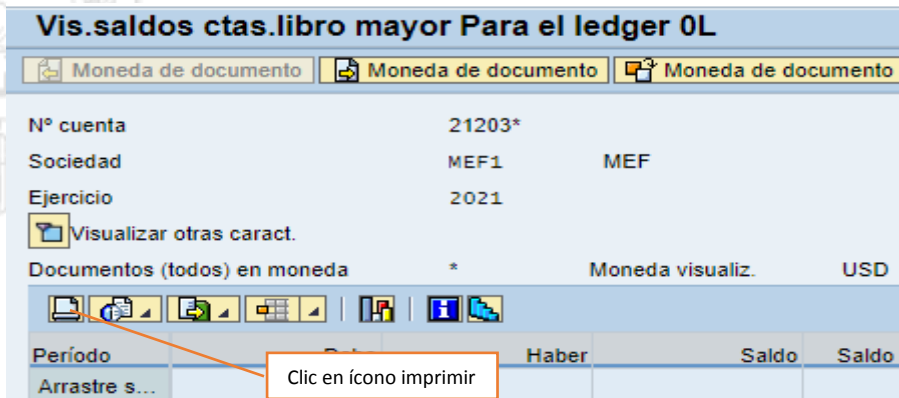 Vis.saldos ctas.libro mayor Para el ledger 0L
Moneda de documento Moneda de documento Moneda de documento
Nº cuenta 21203*
Sociedad MEF1 MEF
Ejercicio 2021
Visualizar otras caract.
Documentos (todos) en moneda * Moneda visualiz. USD
Período Haber Saldo Saldo
Clic en ícono imprimir
Arrastre s...